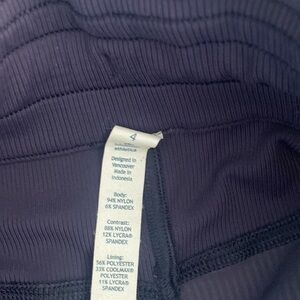 4
Designed in
Vancouver
Made in
Indonesia
Body:
94% NYLON
6% SPANDEX
Contrast:
88% NYLON
12% LYCRA®
SPANDEX
Lining:
56% POLYESTER
33% COOLMAX®
POLYESTER
11% LYCRA®
SPANDEX